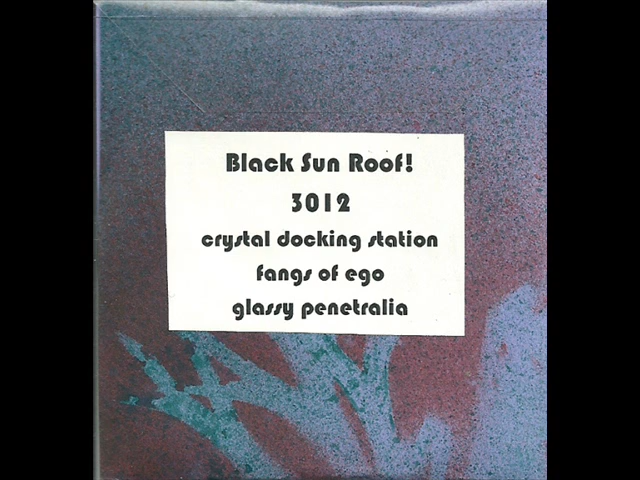 Black Sun Roof!
3012
crystal docking station
fangs of ego
glassy penetralia